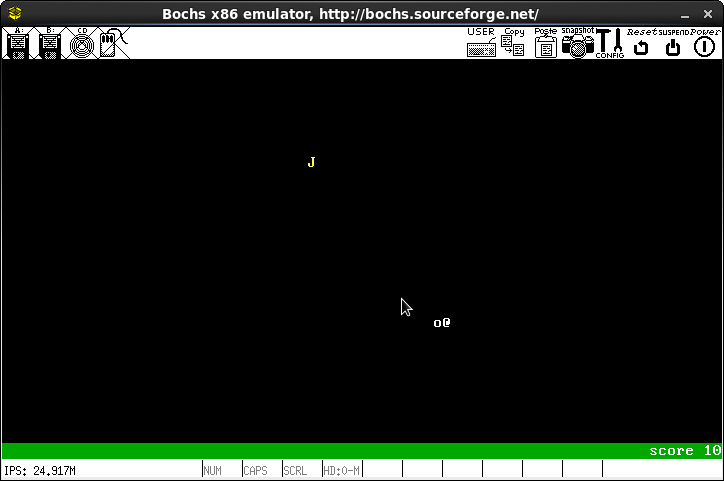 Bochs x86 emulator, http://bochs.sourceforge.net/
A: B: CD USER Copy Paste Snapshot CONFIG Reset SUSPEND Power
J
o@
score 10
IPS: 24.917M NUM CAPS SCRL HD:0-M